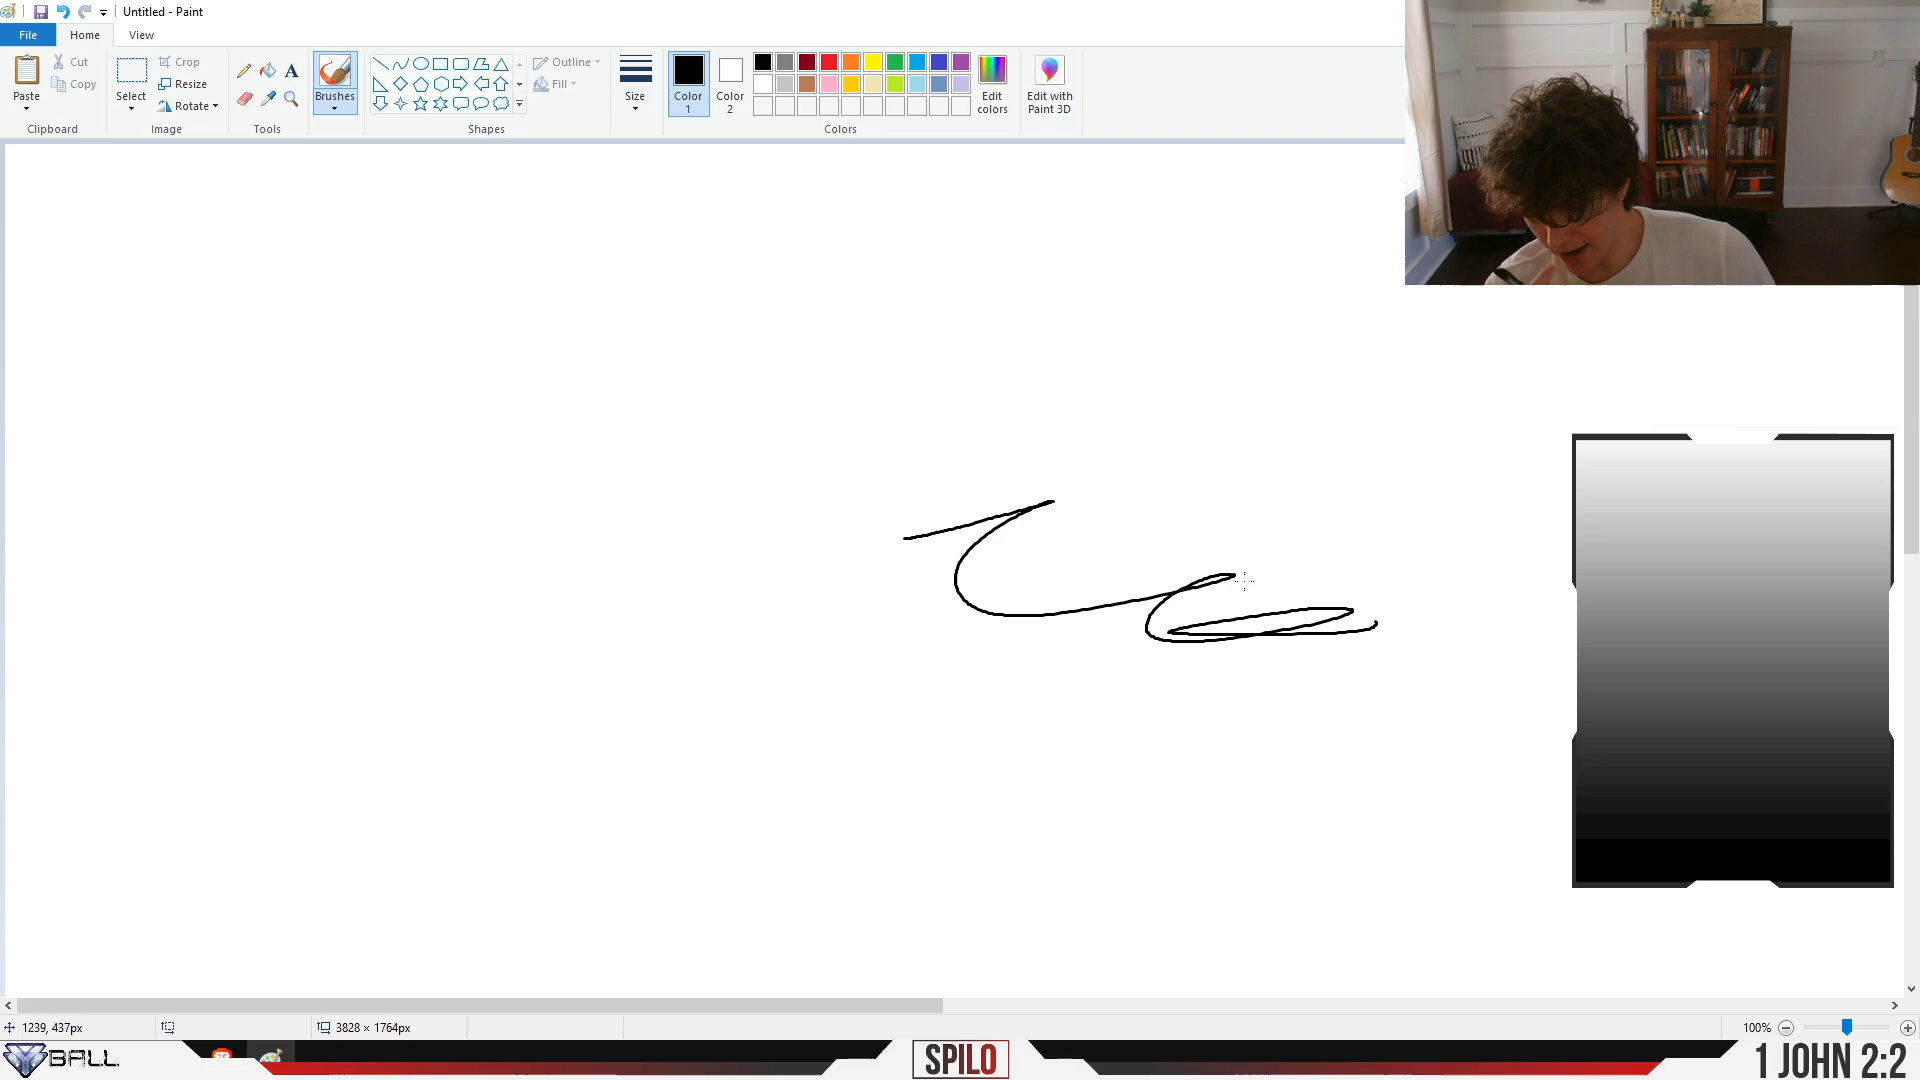 Untitled - Paint
File Home View
Paste
Cut
Copy
Clipboard
Select
Crop
Resize
Rotate
Image
A
Tools
Brushes
Outline
Fill
Shapes
Size
Color 1
Color 2
Edit colors
Colors
Edit with Paint 3D
1239, 437px
3828 × 1764px
100%
BALL
SPILO
1 JOHN 2:2